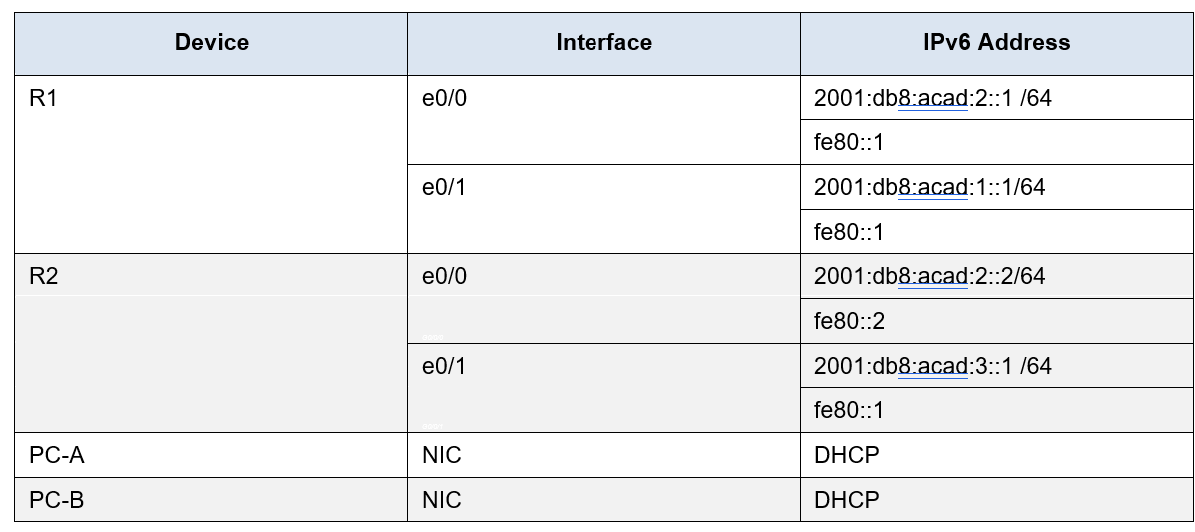 Device Interface IPv6 Address
R1 e0/0 2001:db8:acad:2::1 /64
fe80::1
e0/1 2001:db8:acad:1::1/64
fe80::1
R2 e0/0 2001:db8:acad:2::2/64
fe80::2
e0/1 2001:db8:acad:3::1 /64
fe80::1
PC-A NIC DHCP
PC-B NIC DHCP